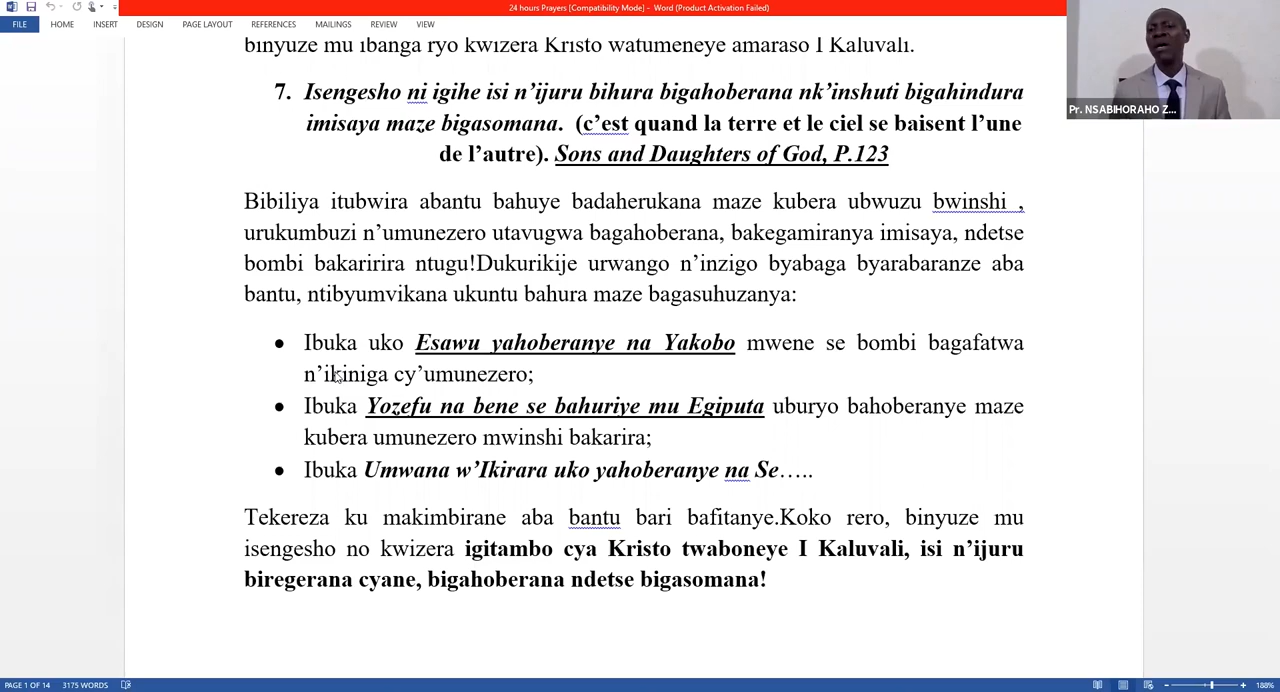 24 hours Prayers [Compatibility Mode] - Word (Product Activation Failed)
FILE HOME INSERT DESIGN PAGE LAYOUT REFERENCES MAILINGS REVIEW VIEW
binyuze mu ibanga ryo kwizera Kristo watumeneye amaraso I Kaluvali.
Pr. NSABIHORAHO Z...
7. Isengesho ni igihe isi n’ijuru bihura bigahoberana nk’inshuti bigahindura
imisaya maze bigasomana. (c’est quand la terre et le ciel se baisent l’une
de l’autre). Sons and Daughters of God, P.123
Bibiliya itubwira abantu bahuye badaherukana maze kubera ubwuzu bwinshi ,
urukumbuzi n’umunezero utavugwa bagahoberana, bakegamiranya imisaya, ndetse
bombi bakaririra ntugu!Dukurikije urwango n’inzigo byabaga byarabaranze aba
bantu, ntibyumvikana ukuntu bahura maze bagasuhuzanya:
• Ibuka uko Esawu yahoberanye na Yakobo mwene se bombi bagafatwa
n’ikiniga cy’umunezero;
• Ibuka Yozefu na bene se bahuriye mu Egiputa uburyo bahoberanye maze
kubera umunezero mwinshi bakarira;
• Ibuka Umwana w’Ikirara uko yahoberanye na Se…..
Tekereza ku makimbirane aba bantu bari bafitanye.Koko rero, binyuze mu
isengesho no kwizera igitambo cya Kristo twaboneye I Kaluvali, isi n’ijuru
biregerana cyane, bigahoberana ndetse bigasomana!
PAGE 1 OF 14 3175 WORDS 188%